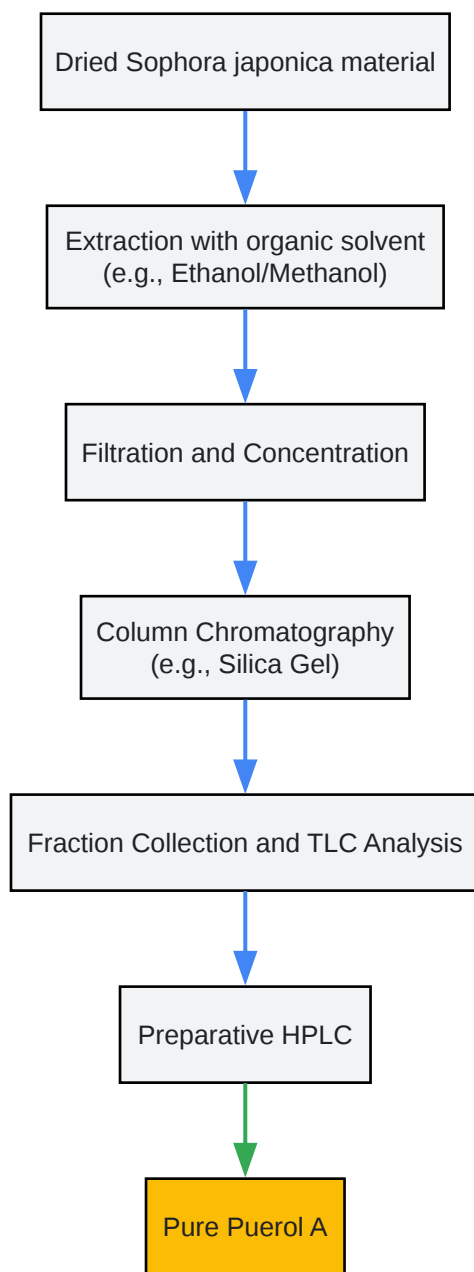 Dried Sophora japonica material
Extraction with organic solvent
(e.g., Ethanol/Methanol)
Filtration and Concentration
Column Chromatography
(e.g., Silica Gel)
Fraction Collection and TLC Analysis
Preparative HPLC
Pure Puerol A